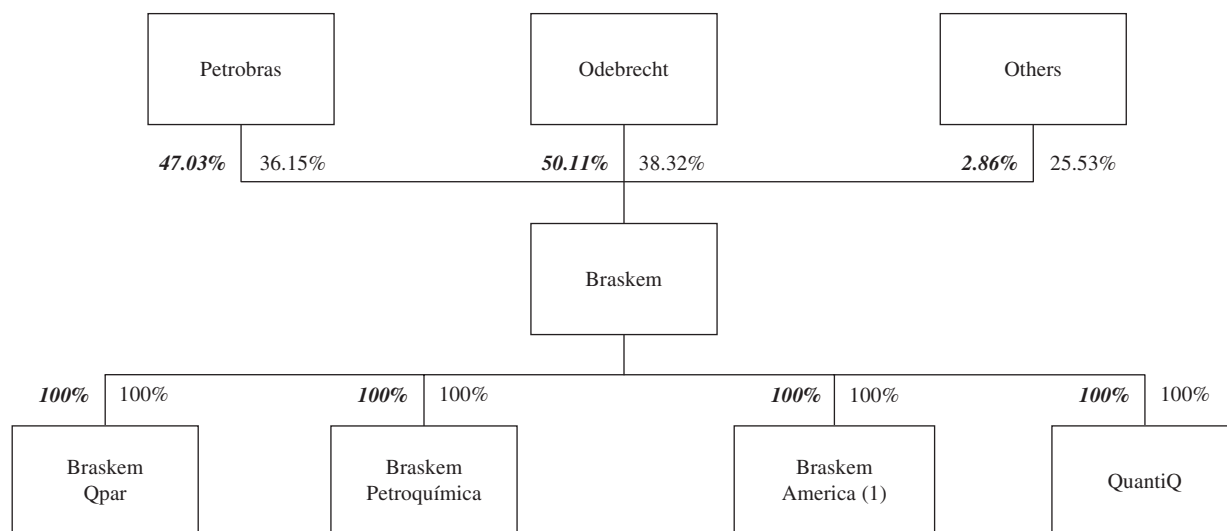 Petrobras
Odebrecht
Others
47.03% 36.15%
50.11% 38.32%
2.86% 25.53%
Braskem
100% 100%
100% 100%
100% 100%
100% 100%
Braskem
Qpar
Braskem
Petroquímica
Braskem
America (1)
QuantiQ